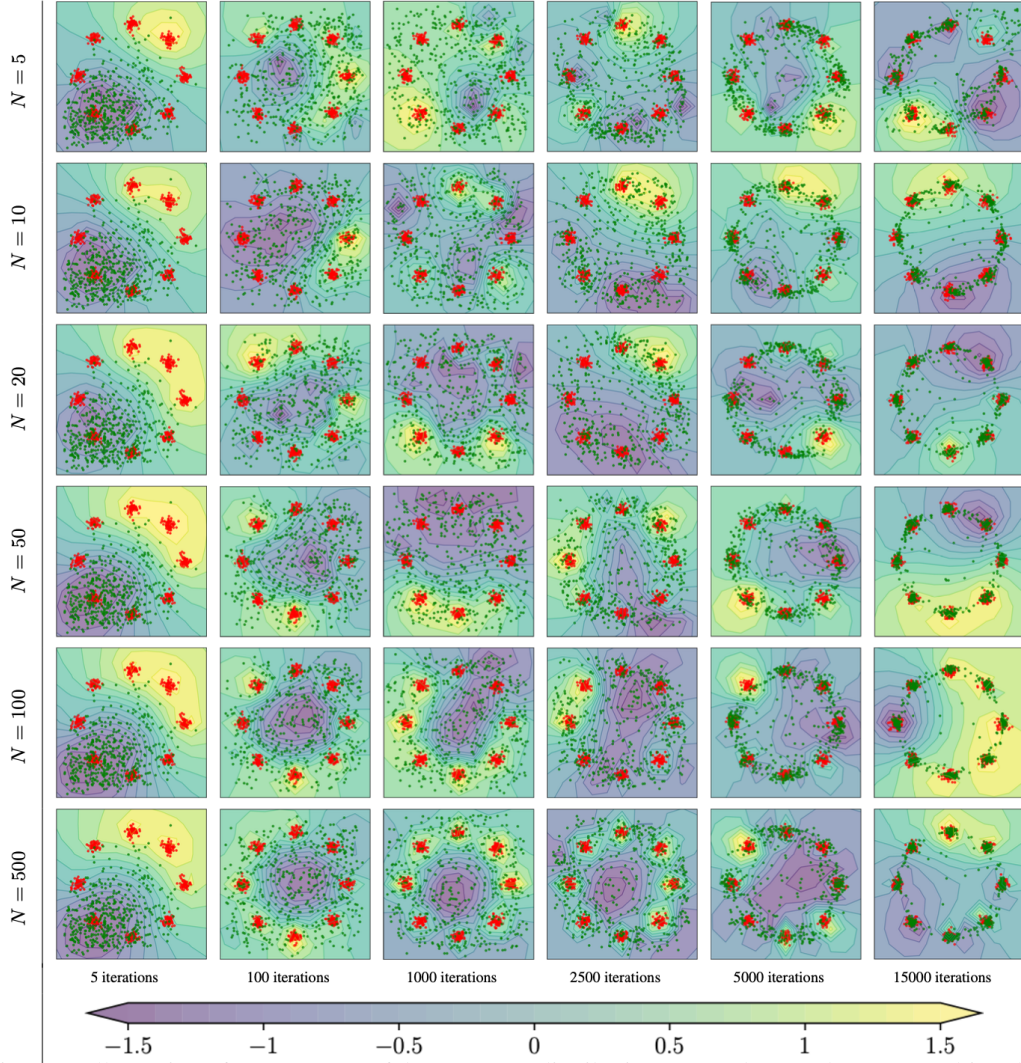 N = 5
N = 10
N = 20
N = 50
N = 100
N = 500
5 iterations 100 iterations 1000 iterations 2500 iterations 5000 iterations 15000 iterations
−1.5 −1 −0.5 0 0.5 1 1.5